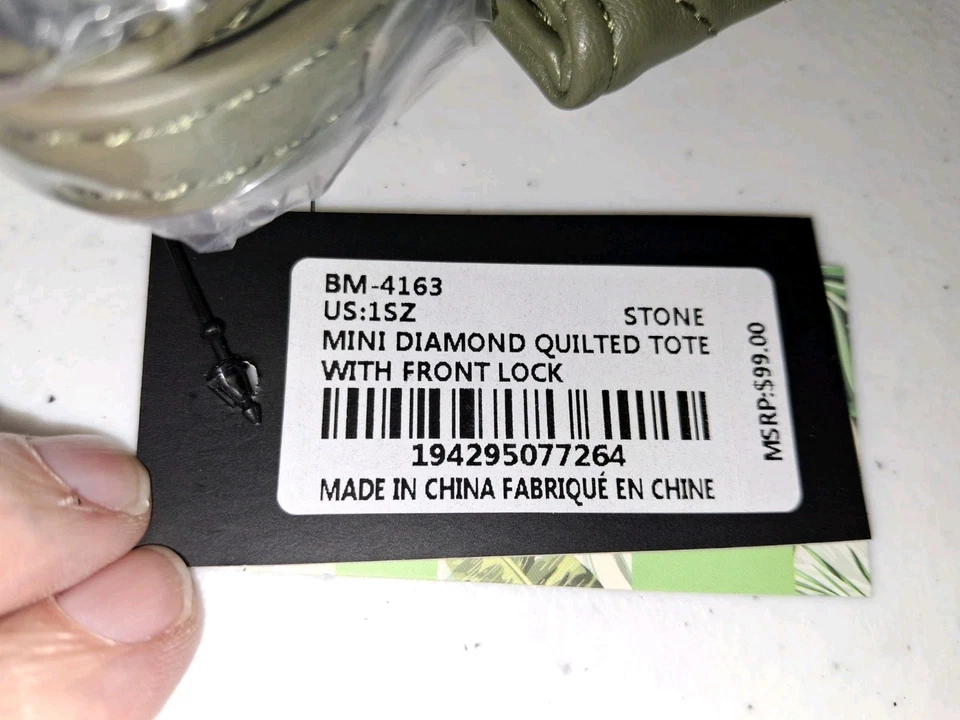 BM-4163
US:1SZ STONE
MINI DIAMOND QUILTED TOTE
WITH FRONT LOCK
194295077264
MADE IN CHINA FABRIQUÉ EN CHINE
MSRP:$99.00